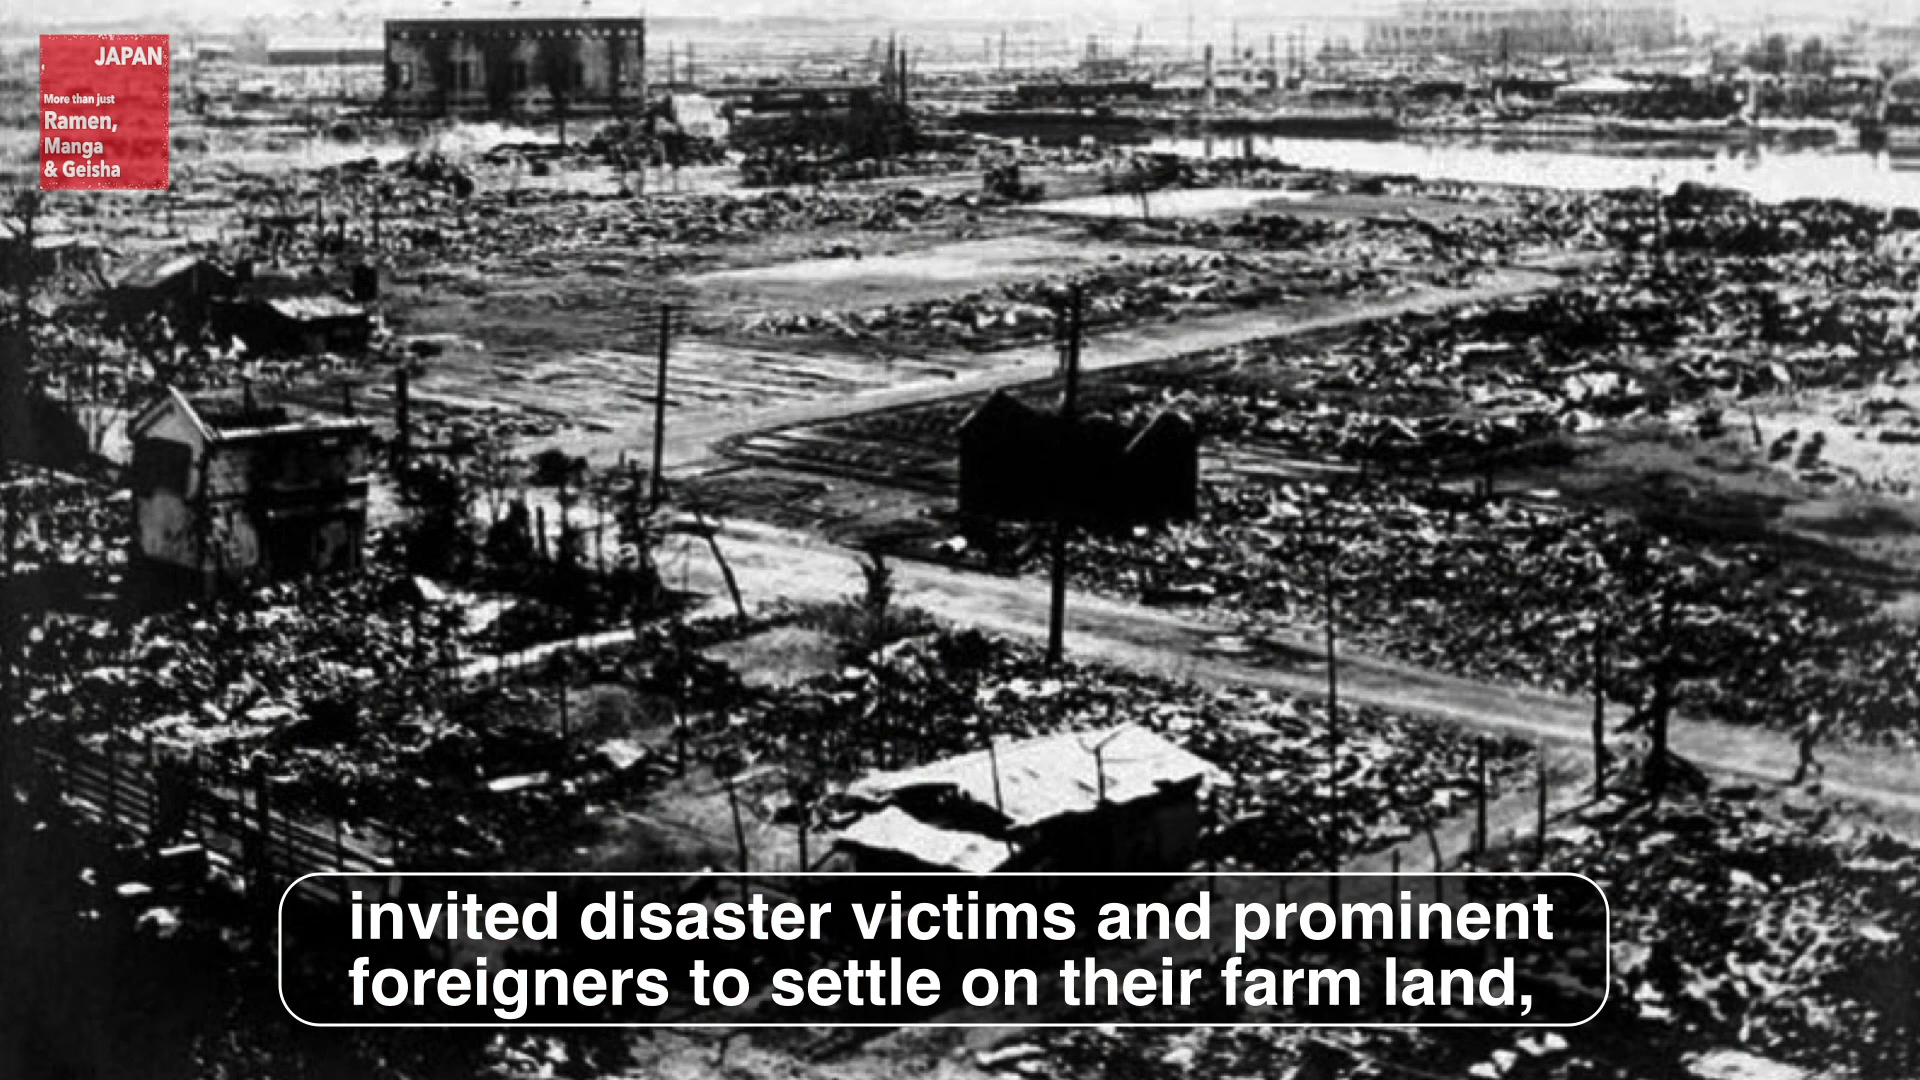 JAPAN
More than just
Ramen,
Manga
& Geisha
invited disaster victims and prominent
foreigners to settle on their farm land,